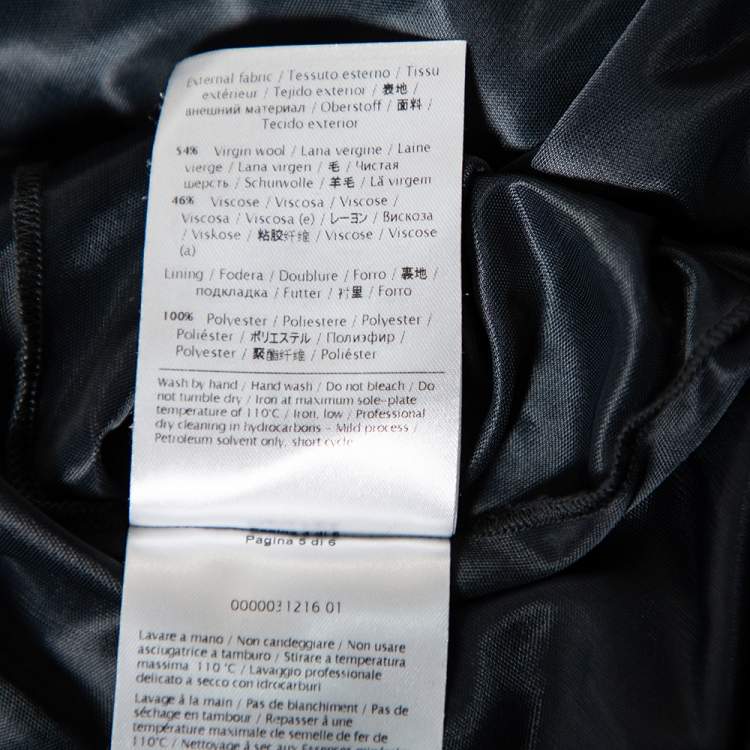 External fabric / Tessuto esterno / Tissu
extérieur / Tejido exterior / 表地 /
внешний материал / Oberstoff / 面料 /
Tecido exterior
54% Virgin wool / Lana vergine / Laine
vierge / Lana virgen / 毛 / Чистая
шерсть / Schurwolle / 羊毛 / Lã virgem
46% Viscose / Viscosa / Viscose /
Viscosa / Viscosa (e) / レーヨン / Вискоза
/ Viskose / 粘胶纤维 / Viscose / Viscose
(a)
Lining / Fodera / Doublure / Forro / 裏地 /
подкладка / Futter / 衬里 / Forro
100% Polyester / Poliestere / Polyester /
Poliéster / ポリエステル / Полиэфир /
Polyester / 聚酯纤维 / Poliéster
Wash by hand / Hand wash / Do not bleach / Do
not tumble dry / Iron at maximum sole-plate
temperature of 110°C / Iron, low / Professional
dry cleaning in hydrocarbons - Mild process /
Petroleum solvent only, short cycle
Pagina 5 di 6
0000031216 01
Lavare a mano / Non candeggiare / Non usare
asciugatrice a tamburo / Stirare a temperatura
massima 110 °C / Lavaggio professionale
delicato a secco con idrocarburi
Lavage à la main / Pas de blanchiment / Pas de
séchage en tambour / Repasser à une
température maximale de semelle de fer de
110°C / Nettoyage à sec aux Essences